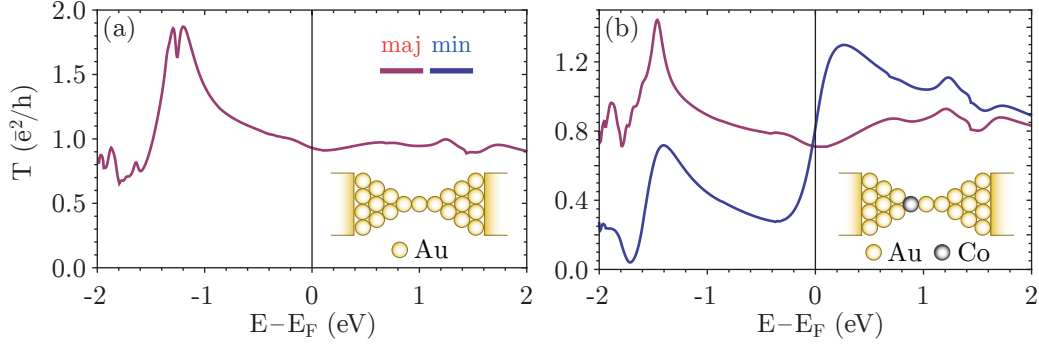 (a)
maj min
2.0
1.5
1.0
0.5
0.0
T (ē²/h)
-2 -1 0 1 2
E−E_F (eV)
Au
(b)
1.2
0.8
0.4
0.0
-2 -1 0 1 2
E−E_F (eV)
Au Co